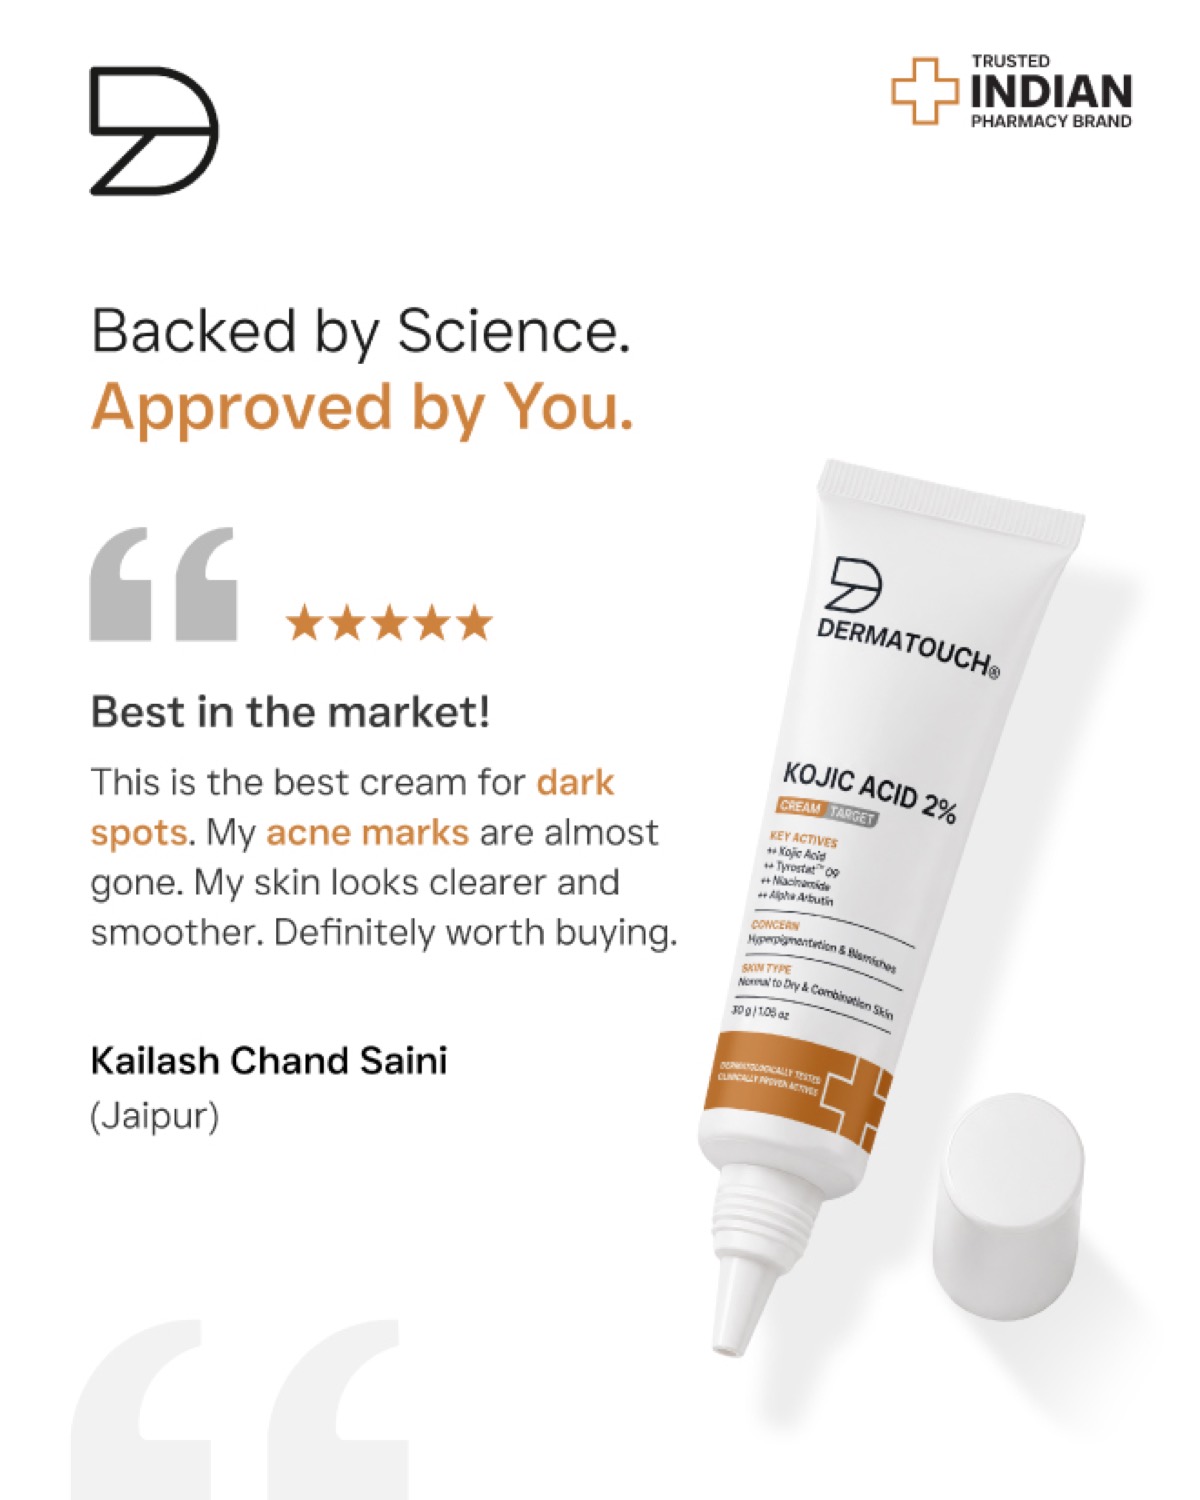 TRUSTED
INDIAN
PHARMACY BRAND
Backed by Science.
Approved by You.
Best in the market!
This is the best cream for dark
spots. My acne marks are almost
gone. My skin looks clearer and
smoother. Definitely worth buying.
Kailash Chand Saini
(Jaipur)
DERMATOUCH®
KOJIC ACID 2%
CREAM TARGET
KEY ACTIVES
++ Kojic Acid
++ Tyrostat™ 09
++ Niacinamide
++ Alpha Arbutin
CONCERN
Hyperpigmentation & Blemishes
SKIN TYPE
Normal to Dry & Combination Skin
30 g | 1.05 oz
DERMATOLOGICALLY TESTED
CLINICALLY PROVEN ACTIVES